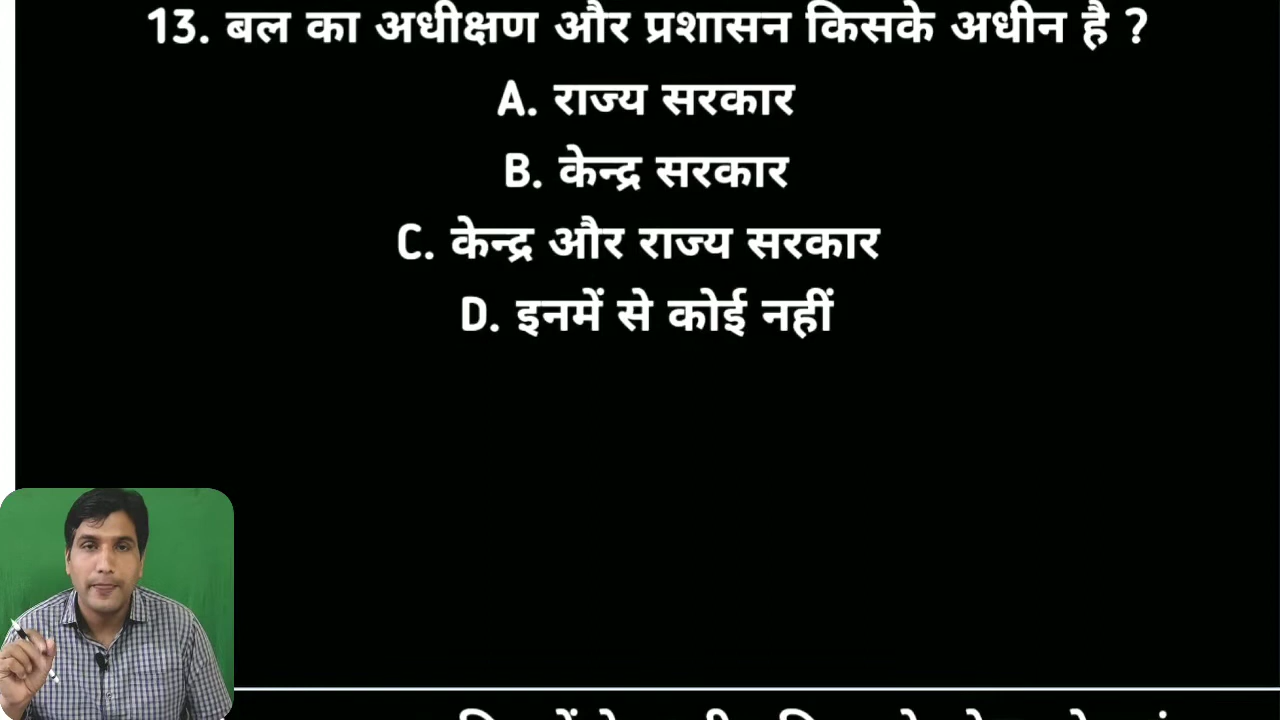 13. बल का अधीक्षण और प्रशासन किसके अधीन है ?
A. राज्य सरकार
B. केन्द्र सरकार
C. केन्द्र और राज्य सरकार
D. इनमें से कोई नहीं